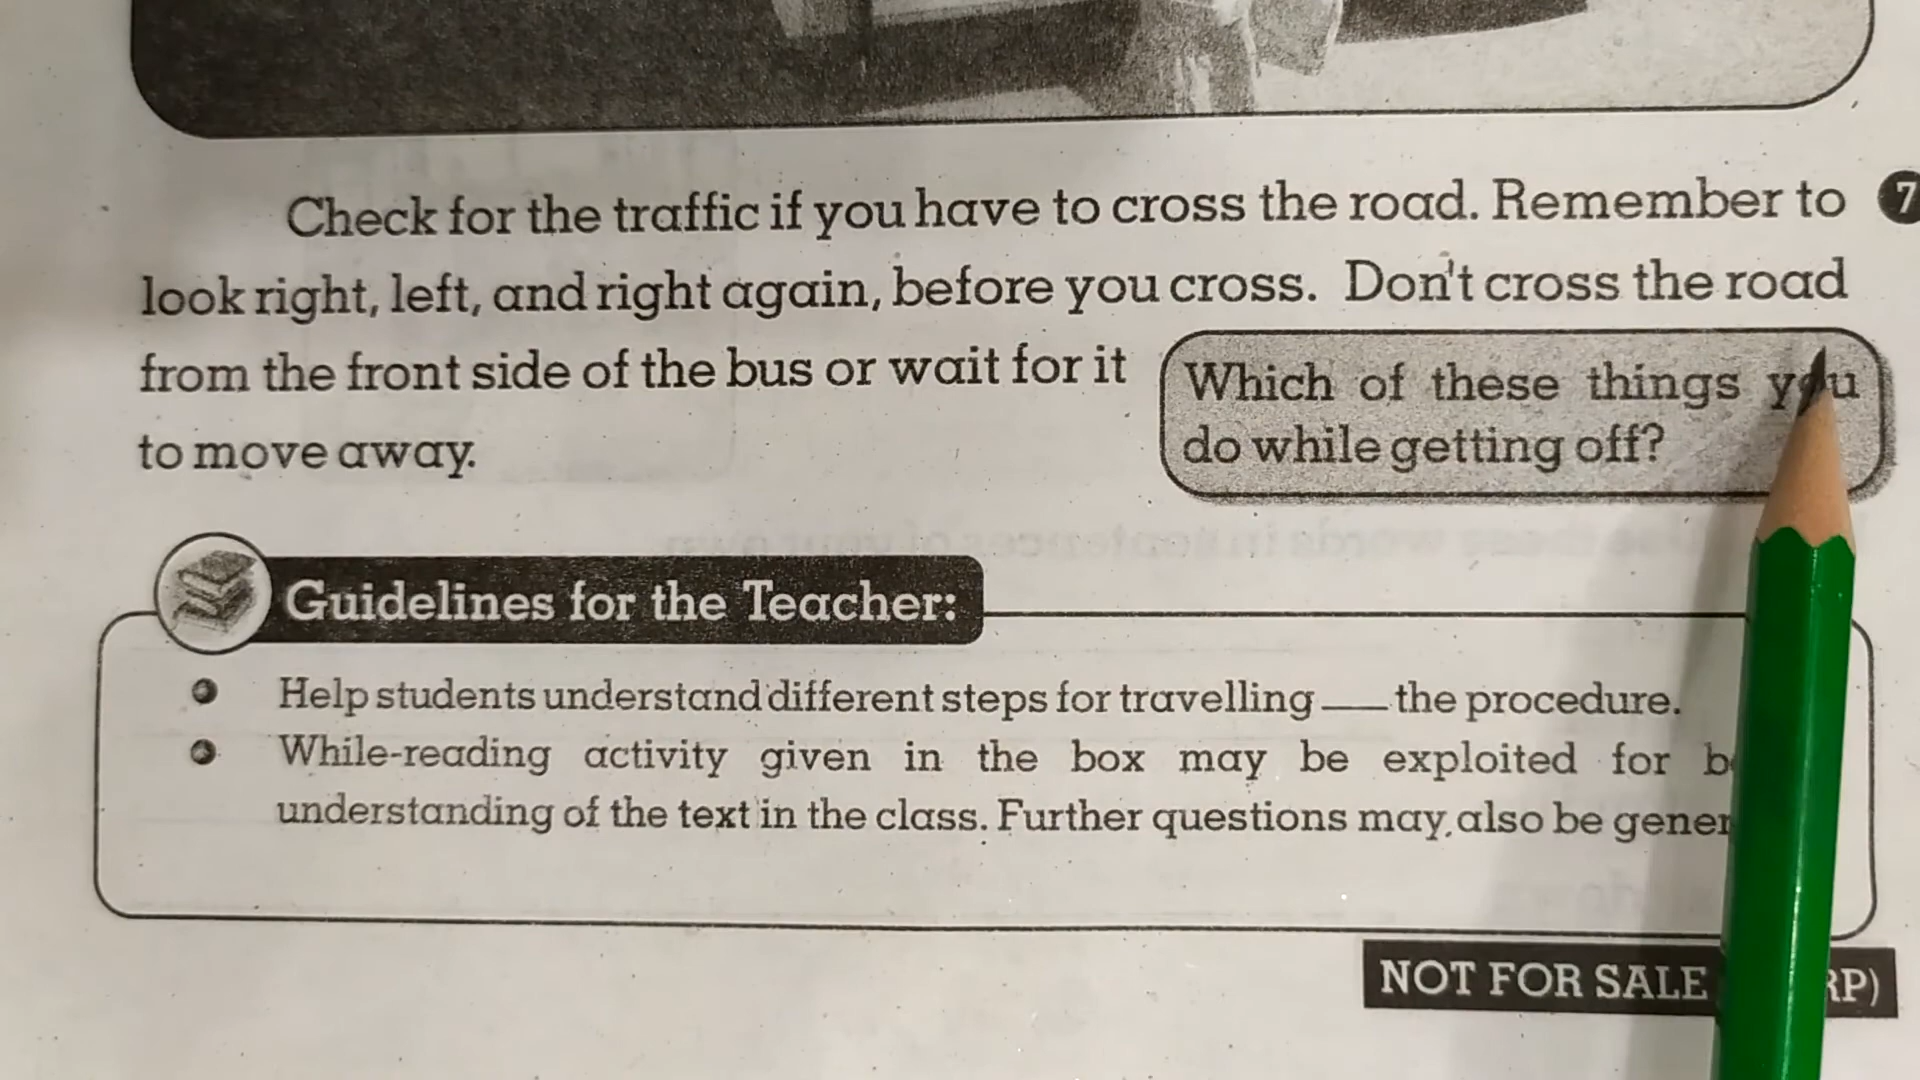 Check for the traffic if you have to cross the road. Remember to 7
look right, left, and right again, before you cross. Don't cross the road
from the front side of the bus or wait for it
to move away.
Which of these things you
do while getting off?
Guidelines for the Teacher:
Help students understand different steps for travelling — the procedure.
While-reading activity given in the box may be exploited for
understanding of the text in the class. Further questions may also be
NOT FOR SALE